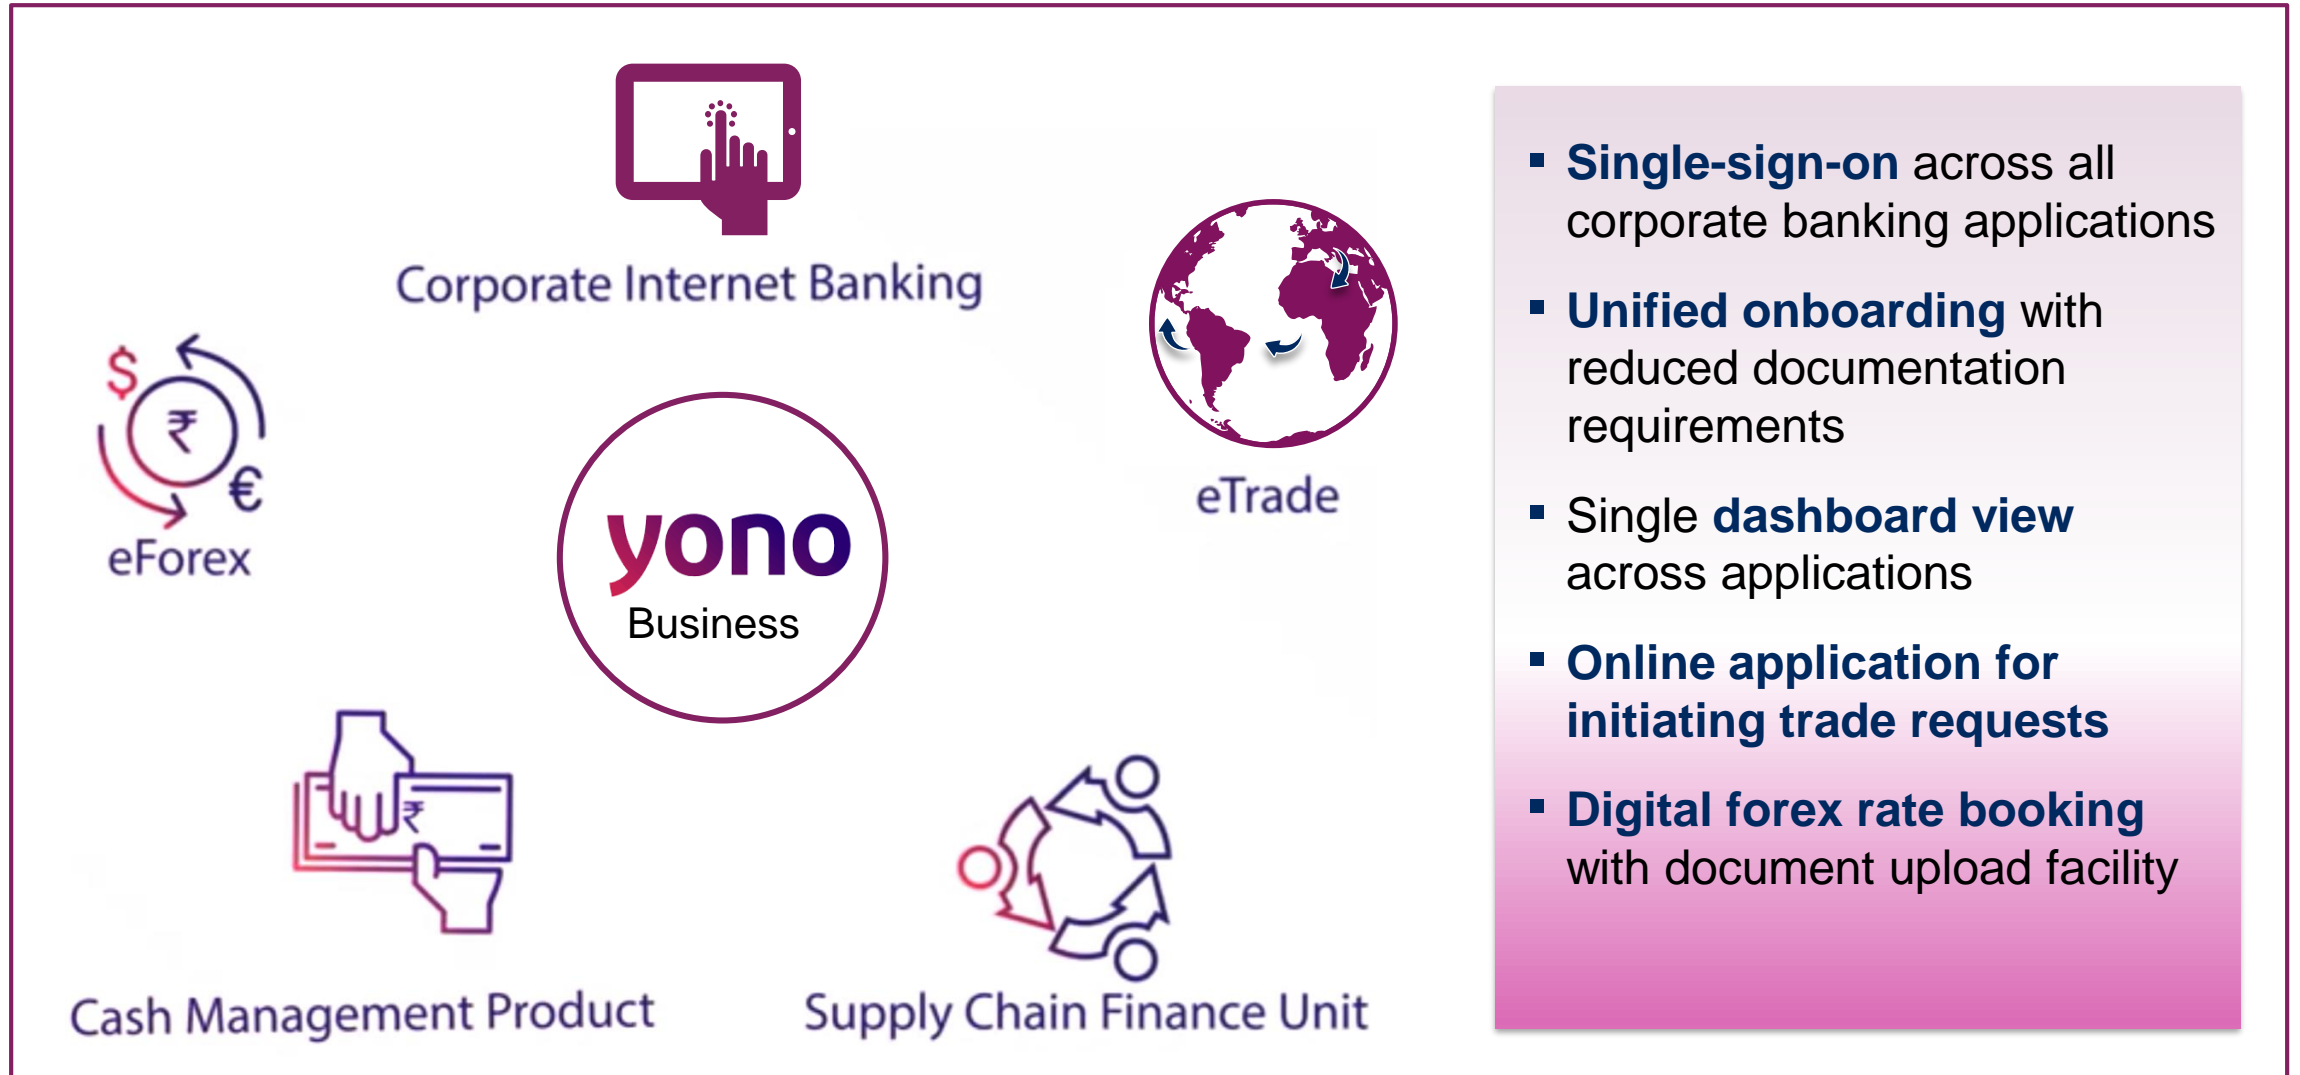 Corporate Internet Banking
$
₹
€
eForex
eTrade
yono
Business
₹
Cash Management Product
Supply Chain Finance Unit
▪ Single-sign-on across all
corporate banking applications
▪ Unified onboarding with
reduced documentation
requirements
▪ Single dashboard view
across applications
▪ Online application for
initiating trade requests
▪ Digital forex rate booking
with document upload facility